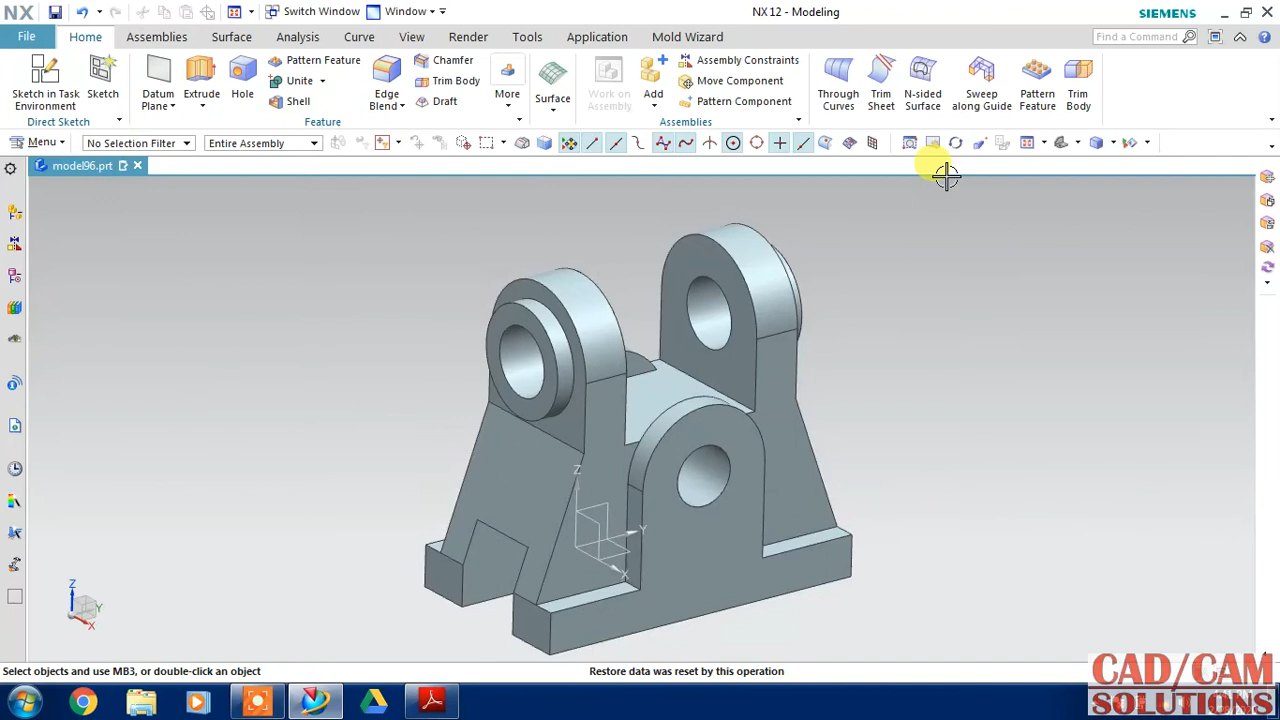 NX
Switch Window
Window
NX 12 - Modeling
SIEMENS
File
Home
Assemblies
Surface
Analysis
Curve
View
Render
Tools
Application
Mold Wizard
Find a Command
Sketch in Task Environment
Sketch
Direct Sketch
Datum Plane
Extrude
Hole
Pattern Feature
Unite
Shell
Edge Blend
Chamfer
Trim Body
Draft
More
Feature
Surface
Work on Assembly
Add
Assembly Constraints
Move Component
Pattern Component
Assemblies
Through Curves
Trim Sheet
N-sided Surface
Sweep along Guide
Pattern Feature
Trim Body
Menu
No Selection Filter
Entire Assembly
model96.prt
Z
Y
X
Z
Y
X
Select objects and use MB3, or double-click an object
Restore data was reset by this operation
CAD/CAM
SOLUTIONS